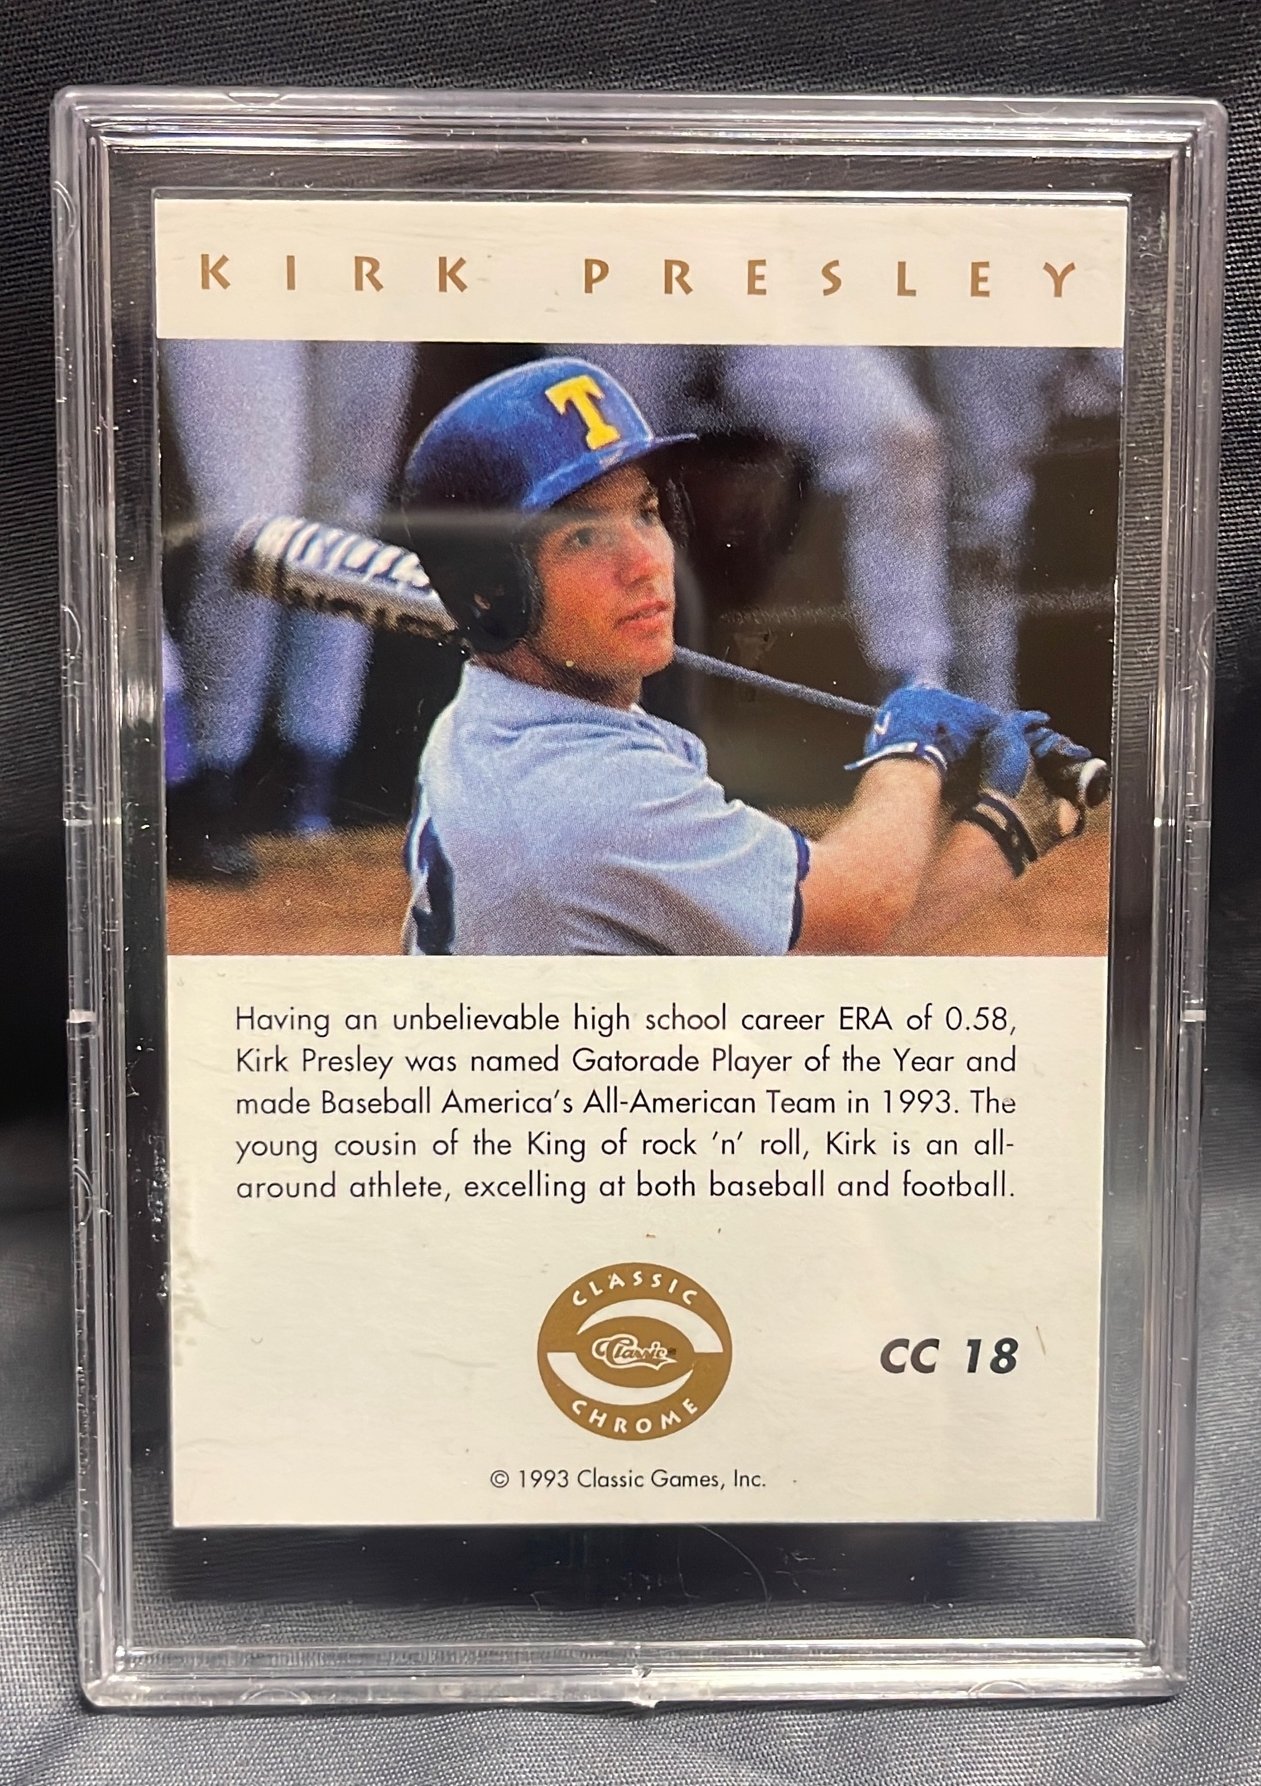 KIRK PRESLEY
T
Having an unbelievable high school career ERA of 0.58,
Kirk Presley was named Gatorade Player of the Year and
made Baseball America's All-American Team in 1993. The
young cousin of the King of rock 'n' roll, Kirk is an all-
around athlete, excelling at both baseball and football.
CLASSIC
Classic
CHROME
CC 18
© 1993 Classic Games, Inc.